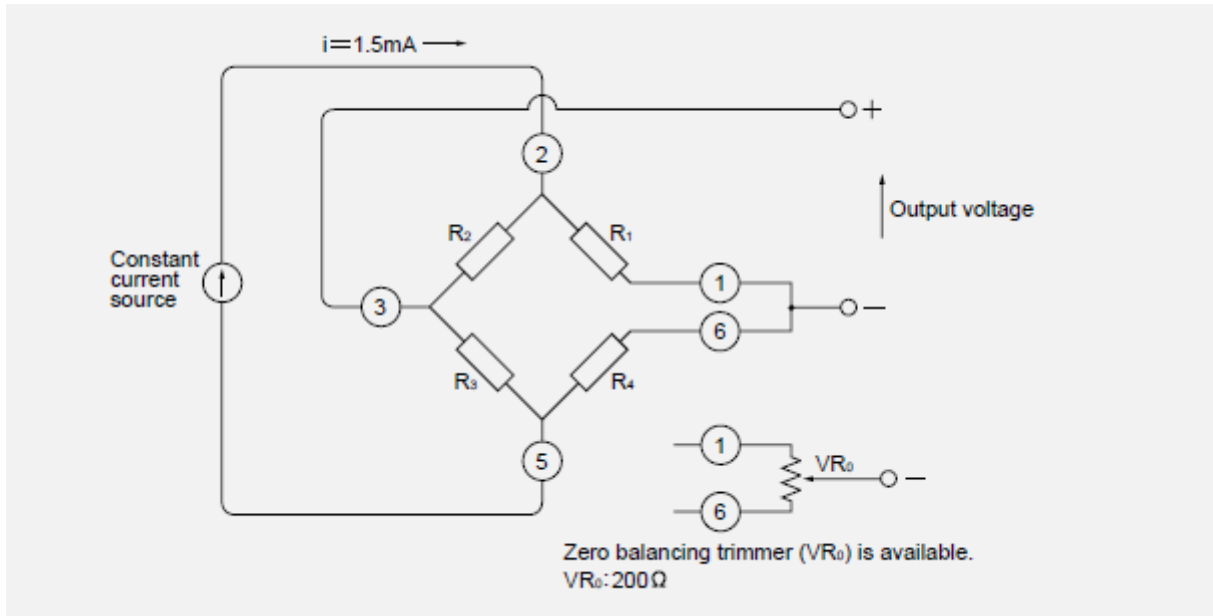 i=1.5mA
+
2
Output voltage
R₂
R₁
Constant
current
source
1
3
−
6
R₃
R₄
1
5
VR₀
−
6
Zero balancing trimmer (VR₀) is available.
VR₀:200Ω